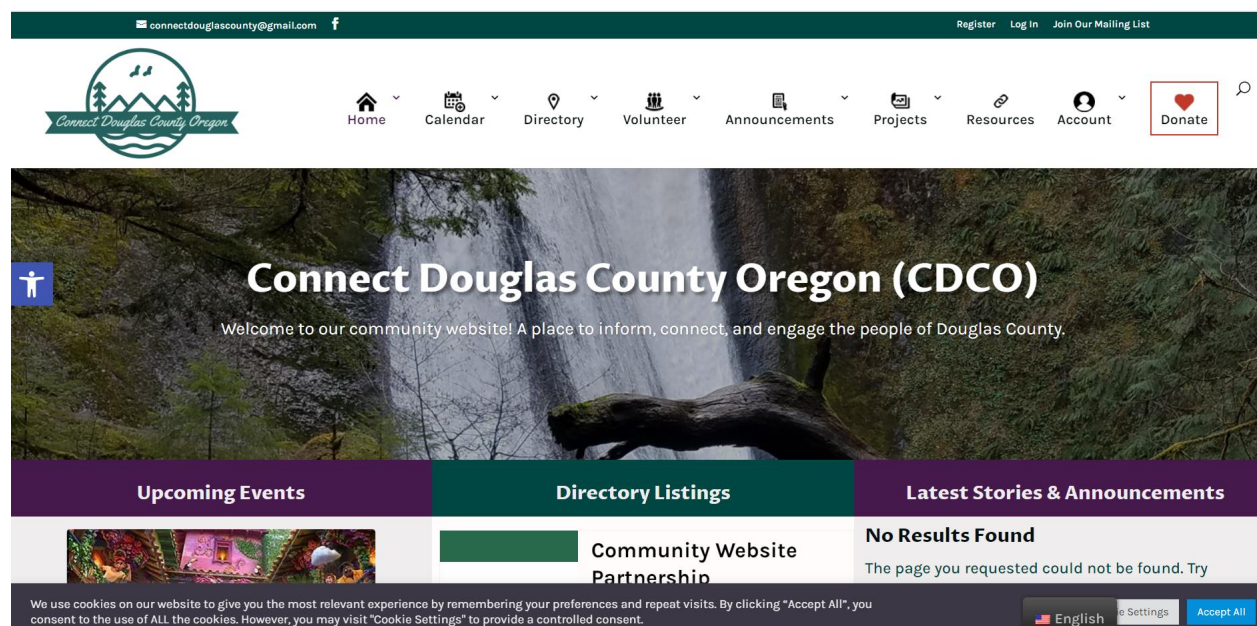 connectdouglascounty@gmail.com
Register Log In Join Our Mailing List
Connect Douglas County Oregon
Home Calendar Directory Volunteer Announcements Projects Resources Account Donate
Connect Douglas County Oregon (CDCO)
Welcome to our community website! A place to inform, connect, and engage the people of Douglas County.
Upcoming Events
Directory Listings
Latest Stories & Announcements
Community Website
Partnership
No Results Found
The page you requested could not be found. Try
We use cookies on our website to give you the most relevant experience by remembering your preferences and repeat visits. By clicking “Accept All”, you
consent to the use of ALL the cookies. However, you may visit "Cookie Settings" to provide a controlled consent.
English
Settings
Accept All